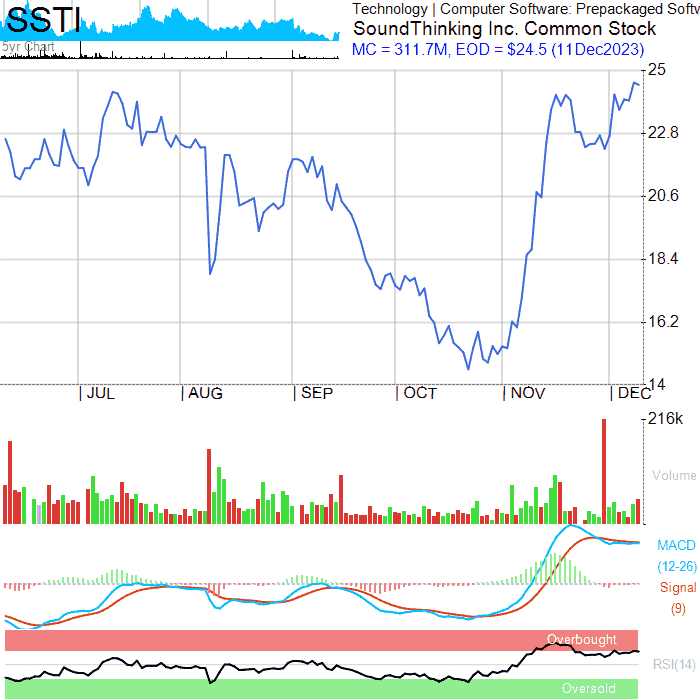 SSTI
5yr Chart
Technology | Computer Software: Prepackaged Softw
SoundThinking Inc. Common Stock
MC = 311.7M, EOD = $24.5 (11Dec2023)
25
22.8
20.6
18.4
16.2
14
| JUL | AUG | SEP | OCT | NOV | DEC
216k
Volume
MACD
(12-26)
Signal
(9)
Overbought
RSI(14)
Oversold